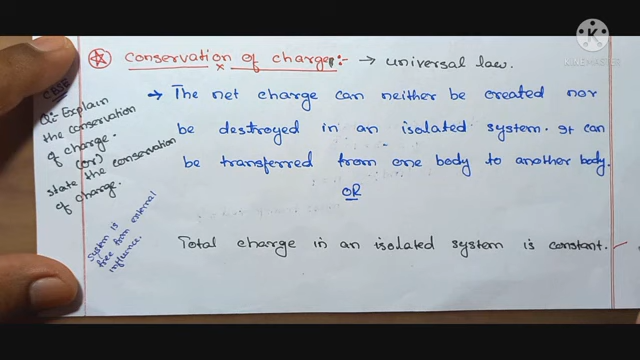 Conservation of charge:- → universal law.
CBSE
Q:- Explain
the conservation
of charge.
(or)
state the conservation
of charge.
→ The net charge can neither be created nor
be destroyed in an isolated system. It can
be transferred from one body to another body.
OR
System is
free from external
influence.
Total charge in an isolated system is constant.
KINEMASTER